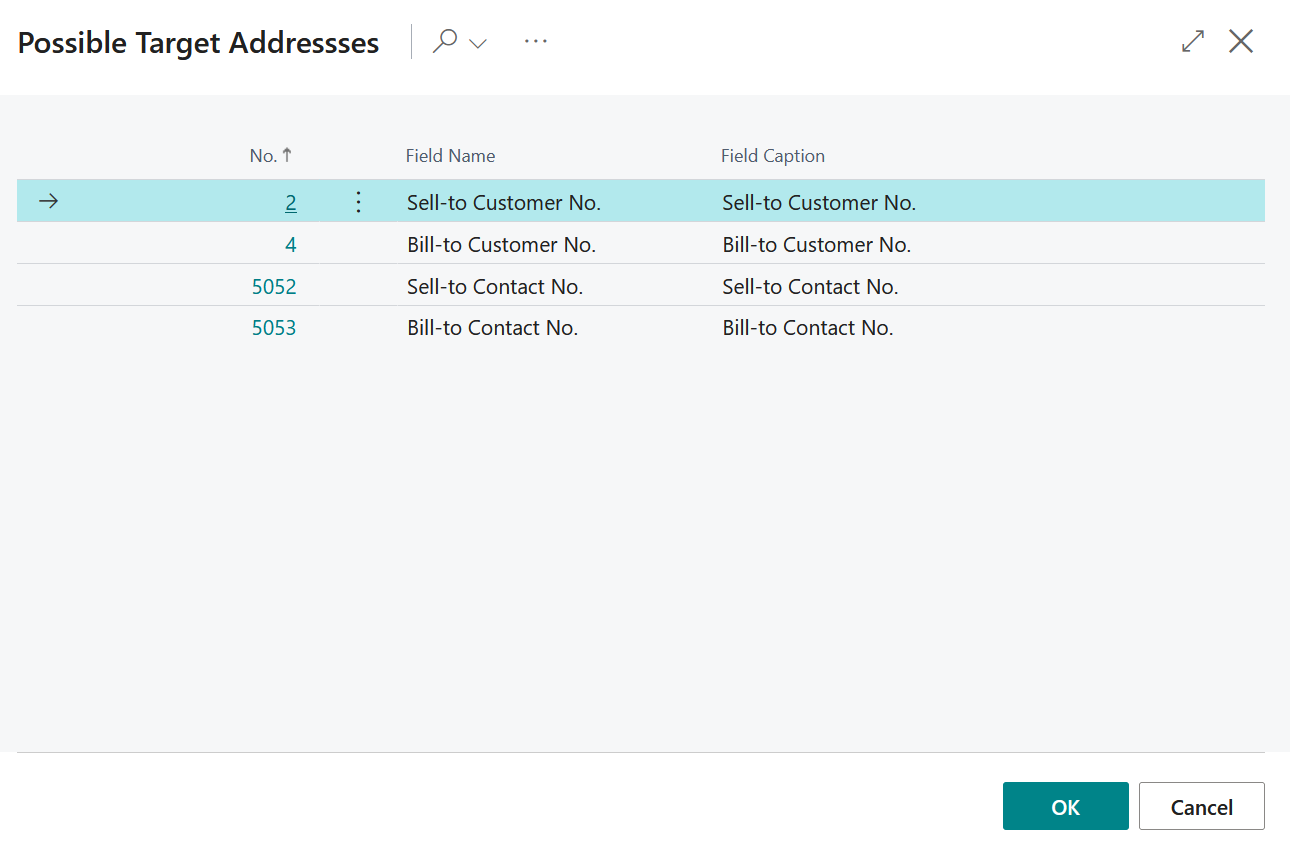 Possible Target Addressses
No. Field Name Field Caption
2 Sell-to Customer No. Sell-to Customer No.
4 Bill-to Customer No. Bill-to Customer No.
5052 Sell-to Contact No. Sell-to Contact No.
5053 Bill-to Contact No. Bill-to Contact No.
OK Cancel